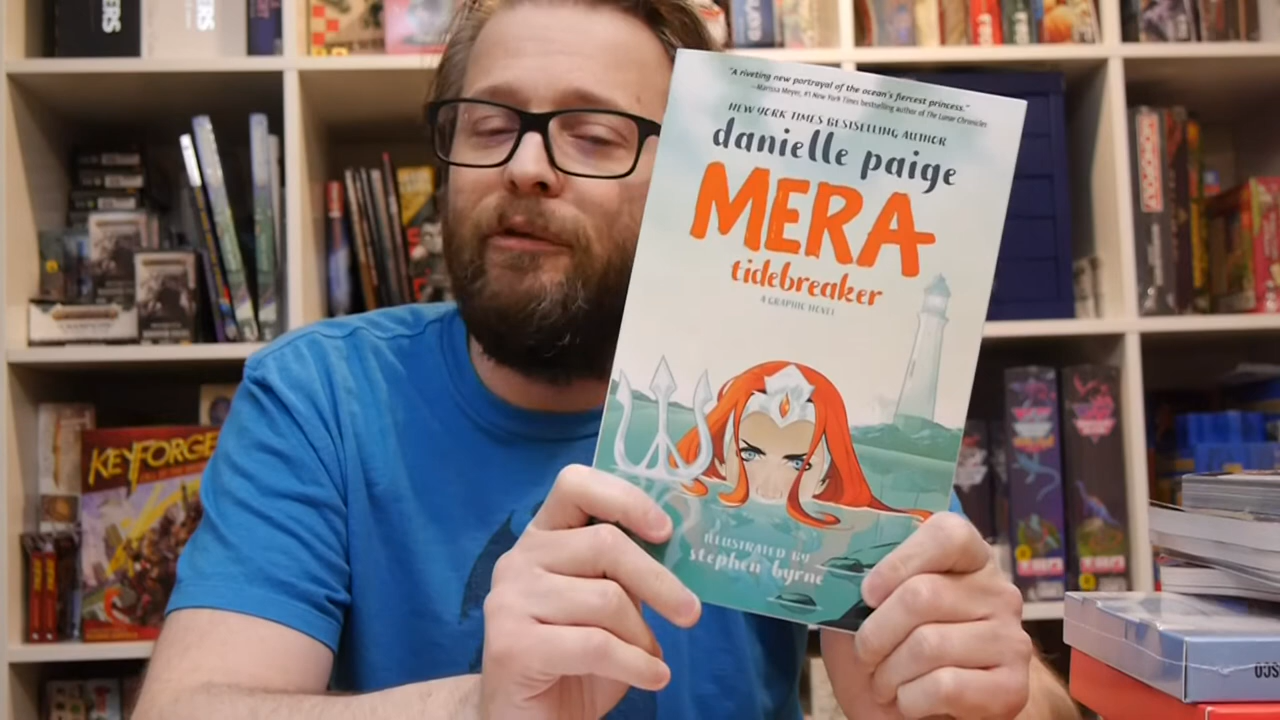 "A riveting new portrayal of the ocean's fiercest princess."
—Marissa Meyer, #1 New York Times bestselling author of The Lunar Chronicles
NEW YORK TIMES BESTSELLING AUTHOR
danielle paige
MERA
tidebreaker
A GRAPHIC NOVEL
ILLUSTRATED BY
stephen byrne
KEYFORGE